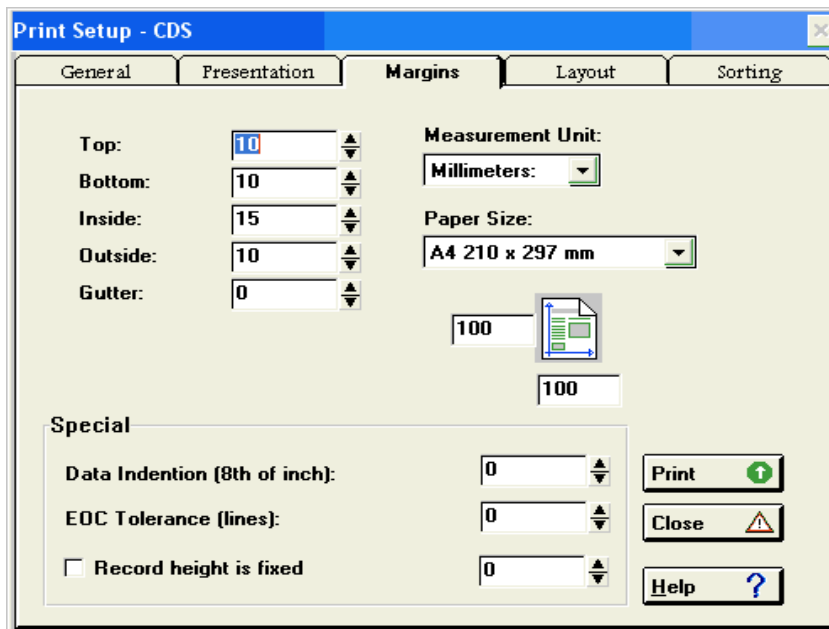 Print Setup - CDS
General Presentation Margins Layout Sorting
Top: 10
Bottom: 10
Inside: 15
Outside: 10
Gutter: 0
Measurement Unit:
Millimeters:
Paper Size:
A4 210 x 297 mm
100
100
Special
Data Indention (8th of inch): 0
EOC Tolerance (lines): 0
Record height is fixed 0
Print
Close
Help ?